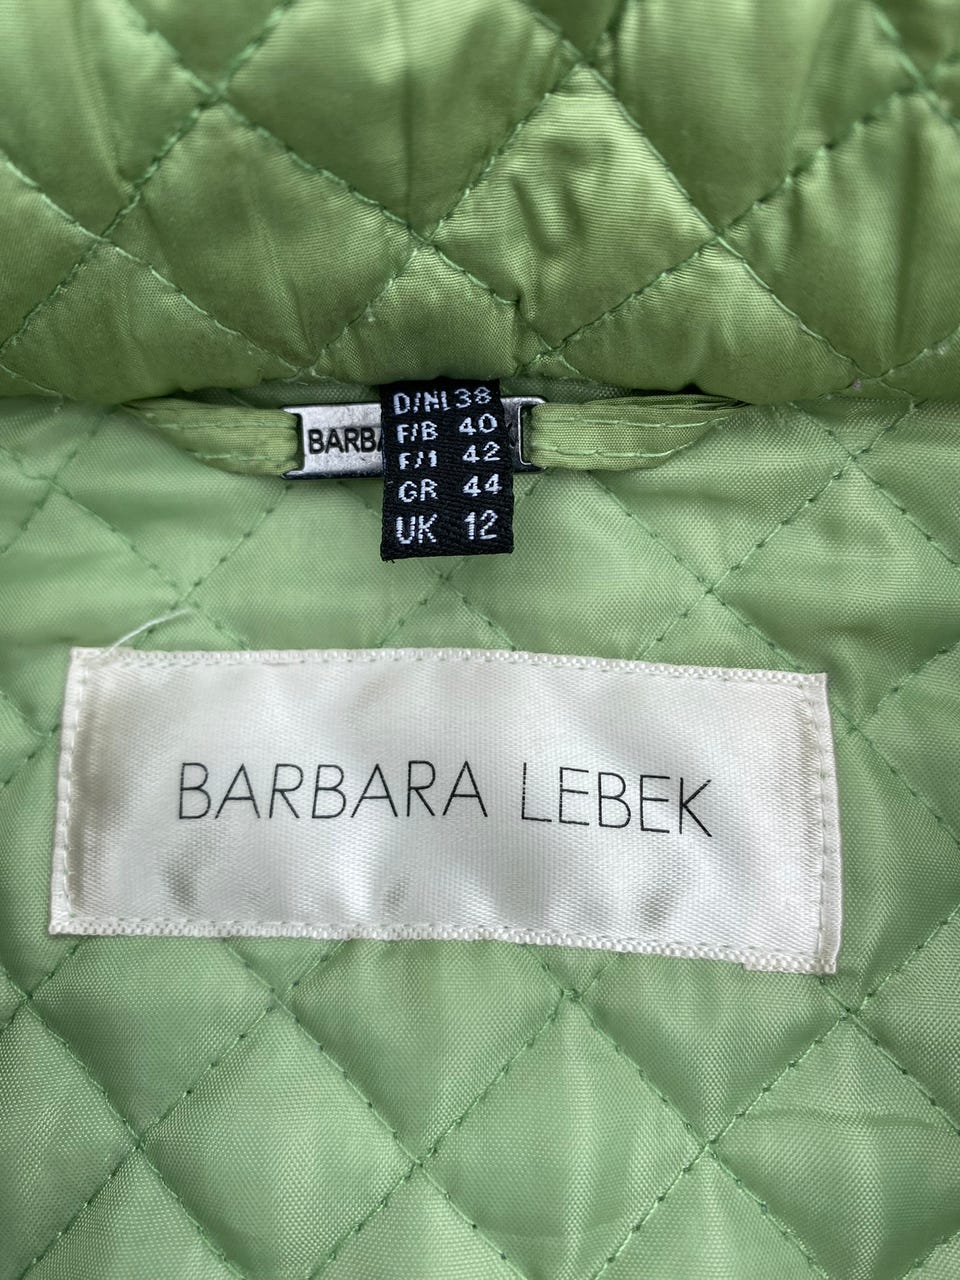 D/NL 38
F/B 40
F/I 42
GR 44
UK 12
BARBA K
BARBARA LEBEK